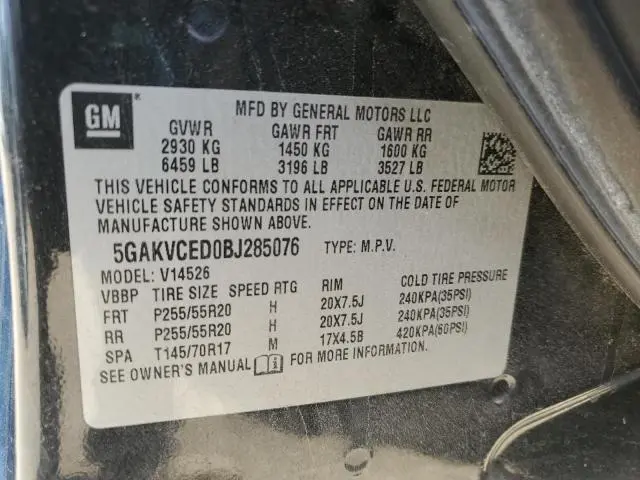 GM
MFD BY GENERAL MOTORS LLC
GVWR GAWR FRT GAWR RR
2930 KG 1450 KG 1600 KG
6459 LB 3196 LB 3527 LB
THIS VEHICLE CONFORMS TO ALL APPLICABLE U.S. FEDERAL MOTOR
VEHICLE SAFETY STANDARDS IN EFFECT ON THE DATE OF
MANUFACTURE SHOWN ABOVE.
5GAKVCED0BJ285076 TYPE: M.P.V.
MODEL: V14526
VBBP TIRE SIZE SPEED RTG RIM COLD TIRE PRESSURE
FRT P255/55R20 H 20X7.5J 240KPA(35PSI)
RR P255/55R20 H 20X7.5J 240KPA(35PSI)
SPA T145/70R17 M 17X4.5B 420KPA(60PSI)
SEE OWNER'S MANUAL FOR MORE INFORMATION.